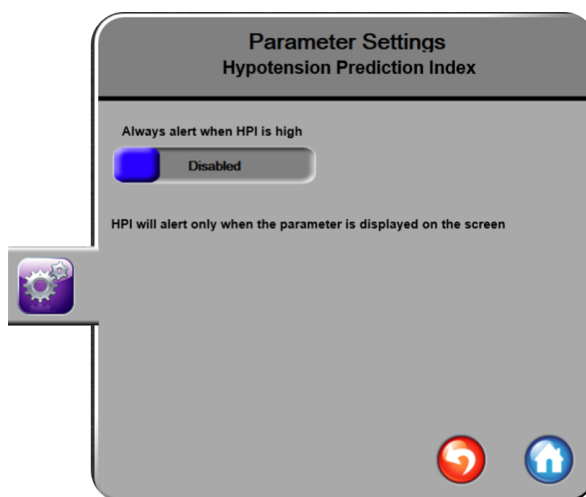 Parameter Settings
Hypotension Prediction Index
Always alert when HPI is high
Disabled
HPI will alert only when the parameter is displayed on the screen